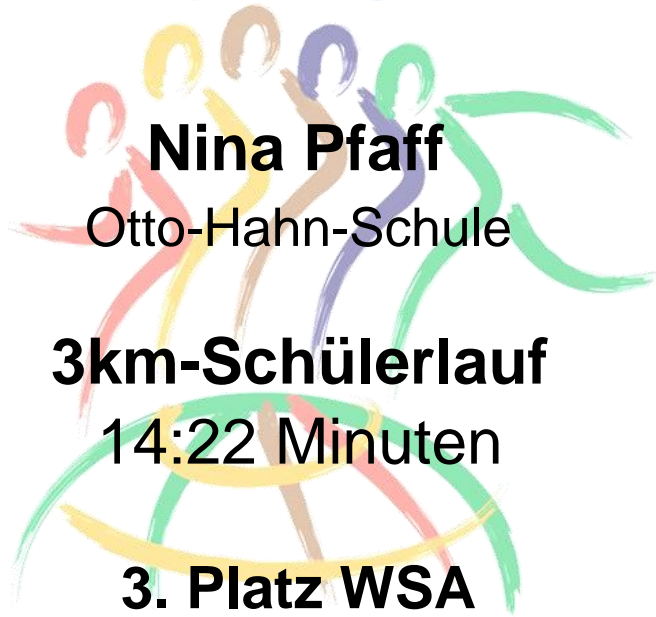 Nina Pfaff
Otto-Hahn-Schule
3km-Schülerlauf
14:22 Minuten
3. Platz WSA